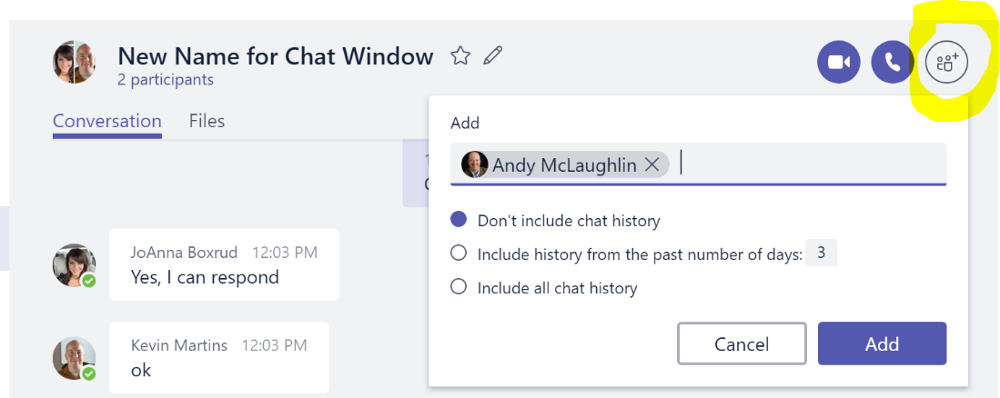 New Name for Chat Window
2 participants
Conversation Files
Add
Andy McLaughlin
Don't include chat history
Include history from the past number of days: 3
Include all chat history
Cancel Add
JoAnna Boxrud 12:03 PM
Yes, I can respond
Kevin Martins 12:03 PM
ok